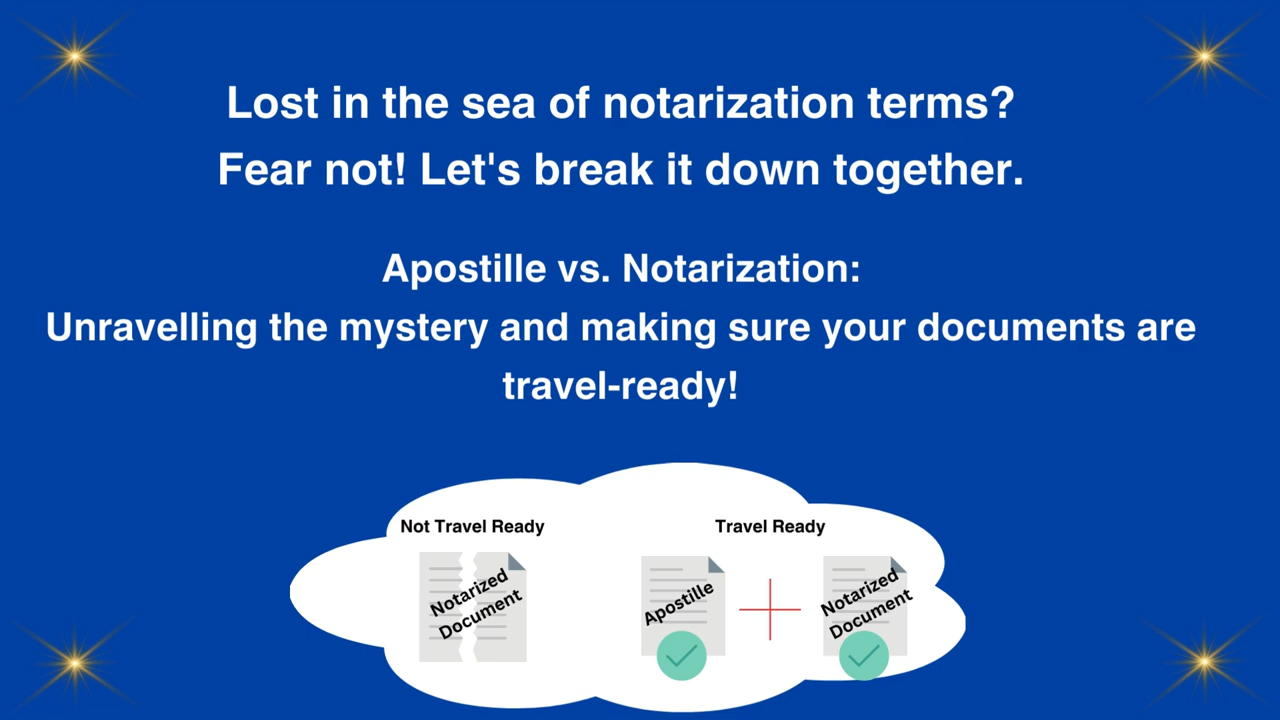 Lost in the sea of notarization terms?
Fear not! Let's break it down together.
Apostille vs. Notarization:
Unravelling the mystery and making sure your documents are
travel-ready!
Not Travel Ready
Notarized
Document
Travel Ready
Apostille
Notarized
Document